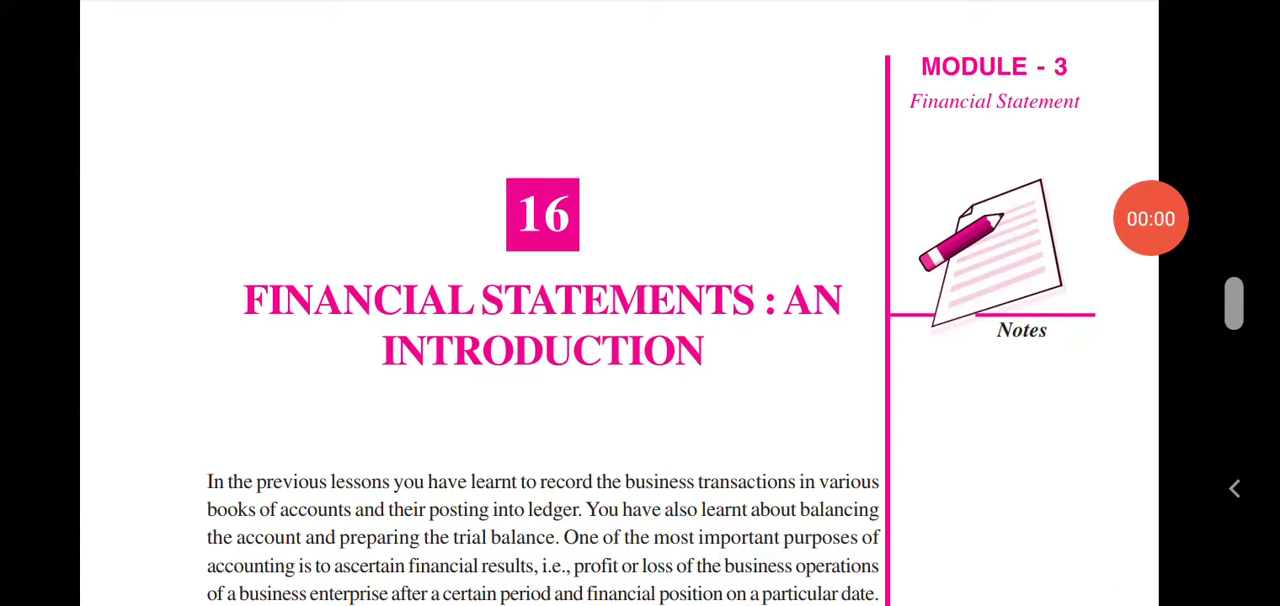 MODULE - 3
Financial Statement
16
00:00
FINANCIAL STATEMENTS : AN
INTRODUCTION
Notes
In the previous lessons you have learnt to record the business transactions in various
books of accounts and their posting into ledger. You have also learnt about balancing
the account and preparing the trial balance. One of the most important purposes of
accounting is to ascertain financial results, i.e., profit or loss of the business operations
of a business enterprise after a certain period and financial position on a particular date.